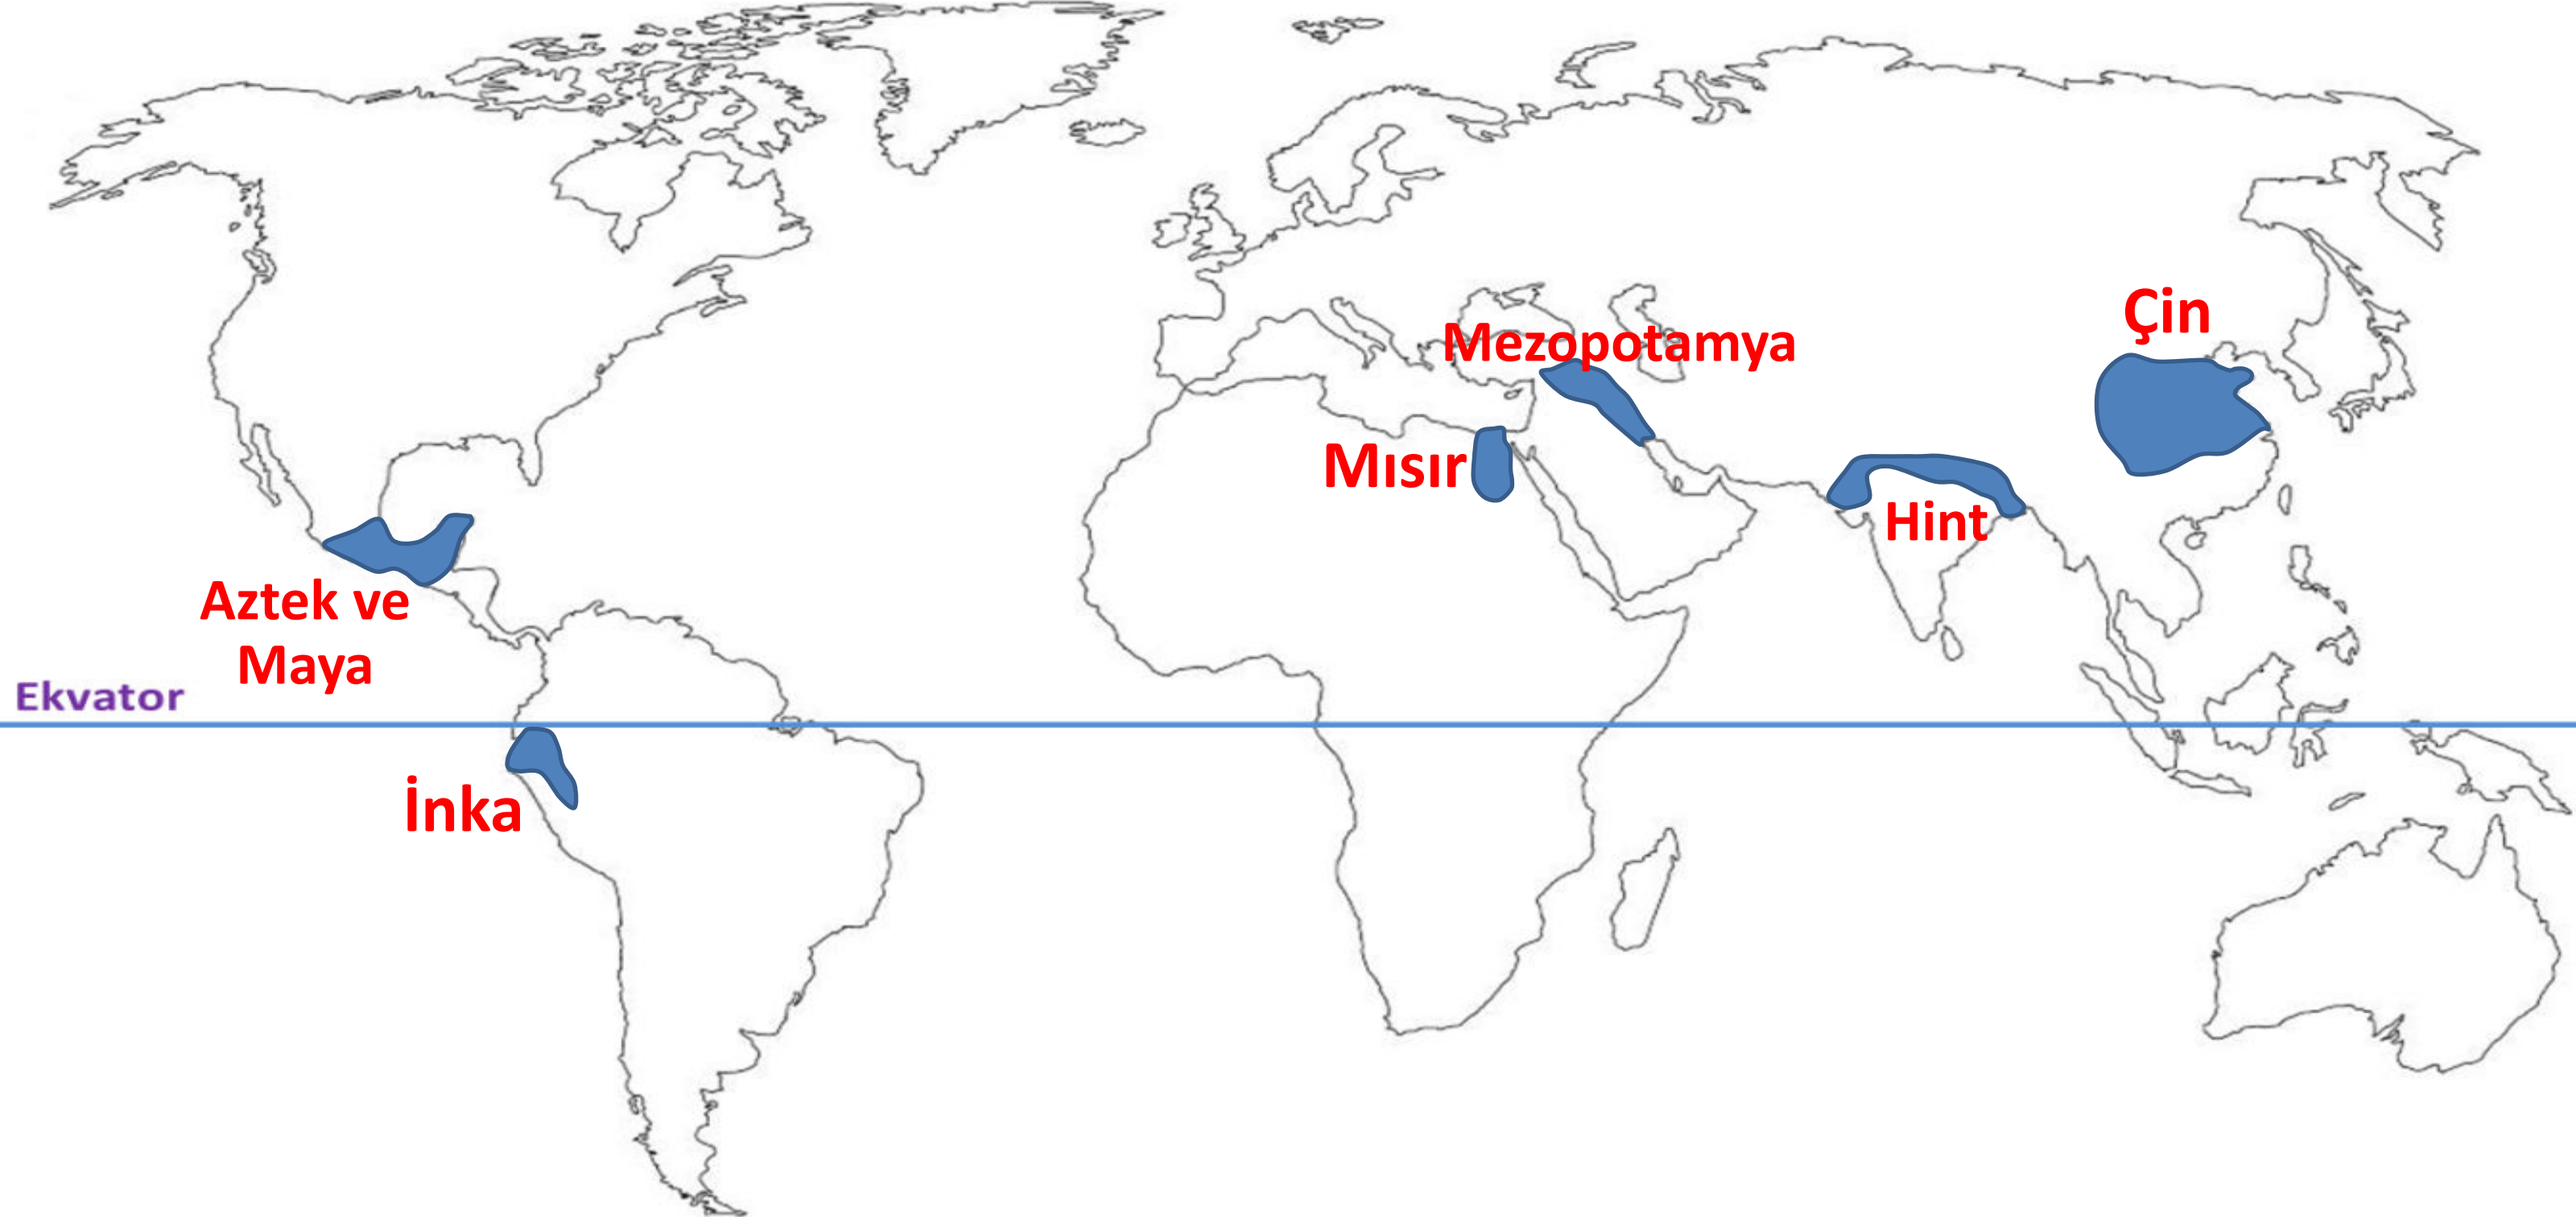 Çin
Mezopotamya
Mısır
Hint
Aztek ve
Maya
Ekvator
İnka